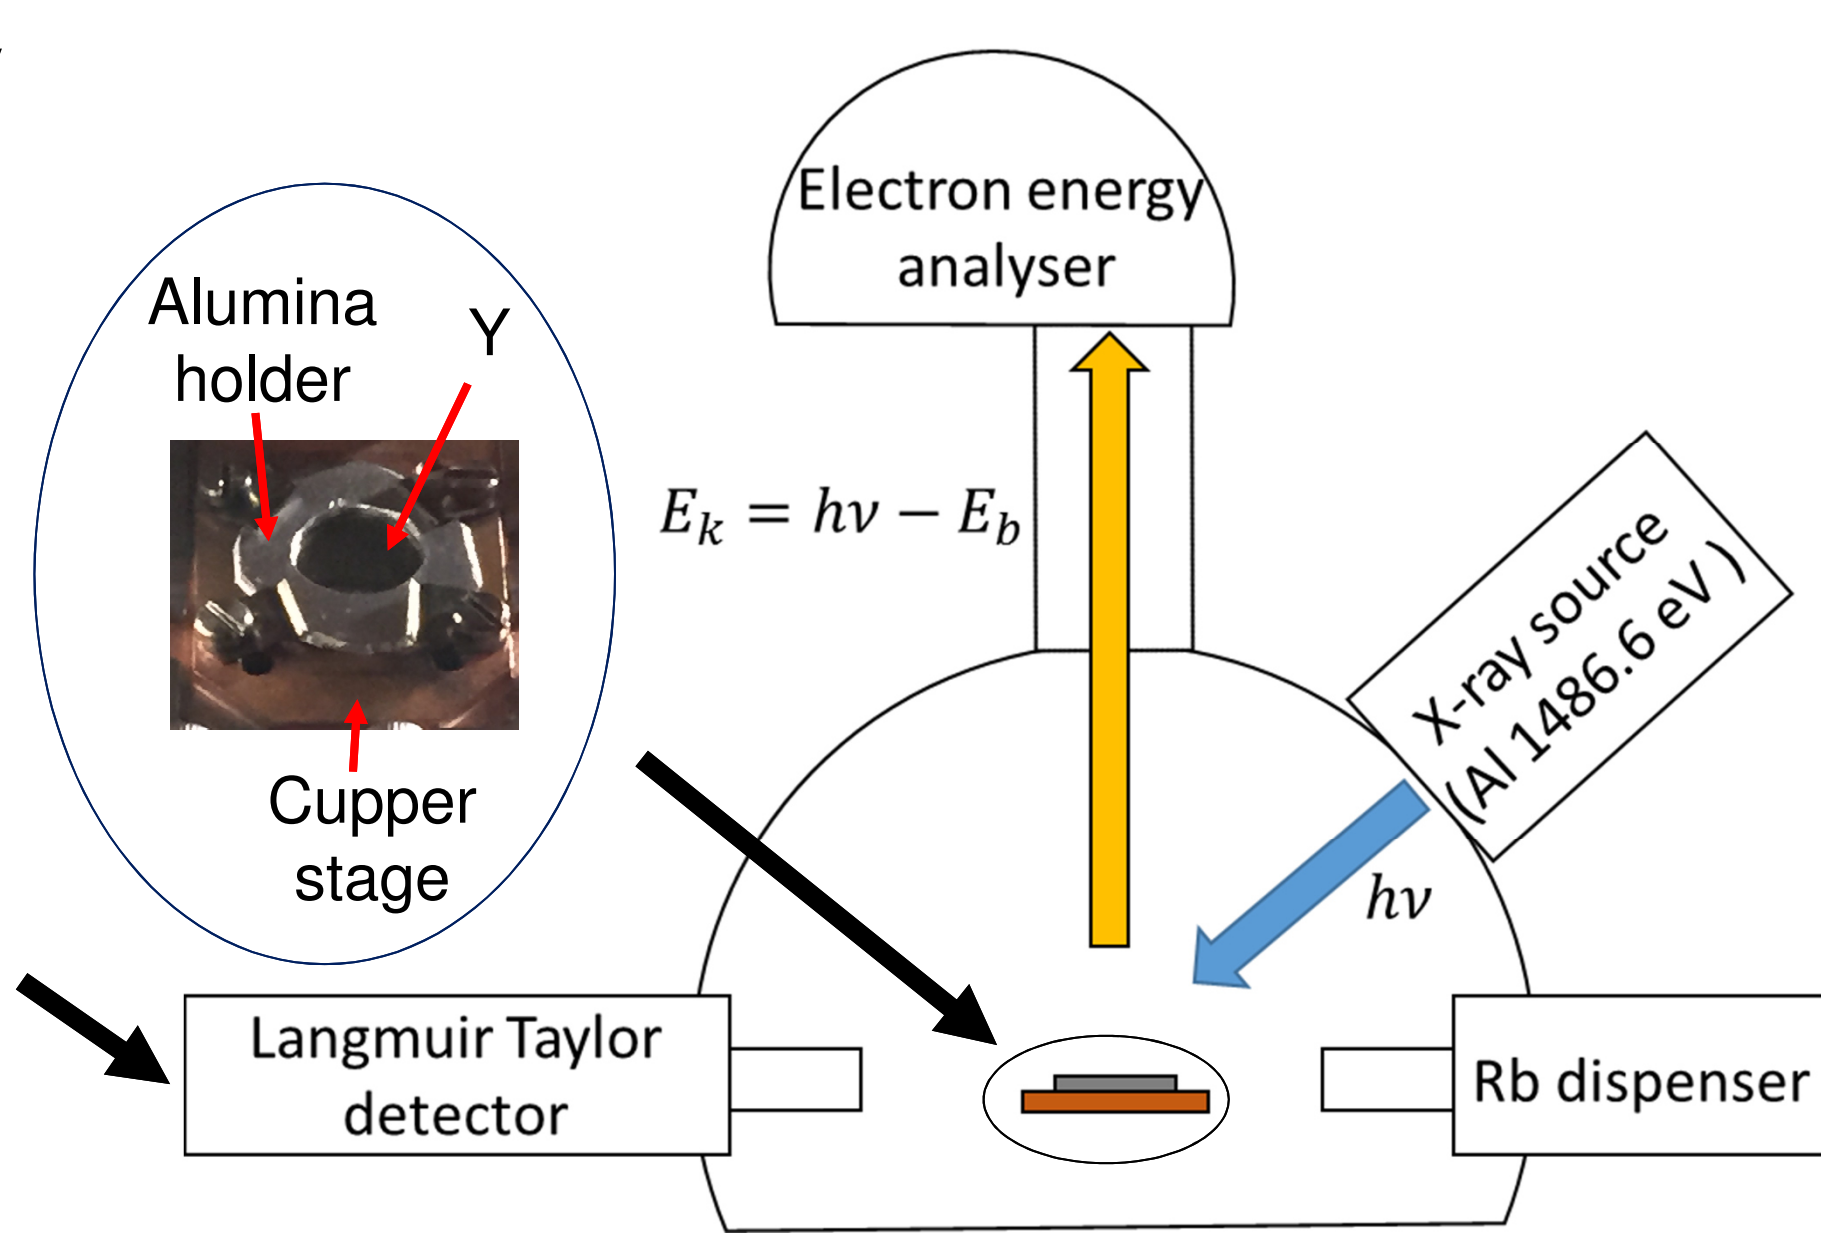 Electron energy
analyser
Alumina
holder
Y
E_k = hν − E_b
X-ray source
(Al 1486.6 eV )
Cupper
stage
hν
Langmuir Taylor
detector
Rb dispenser